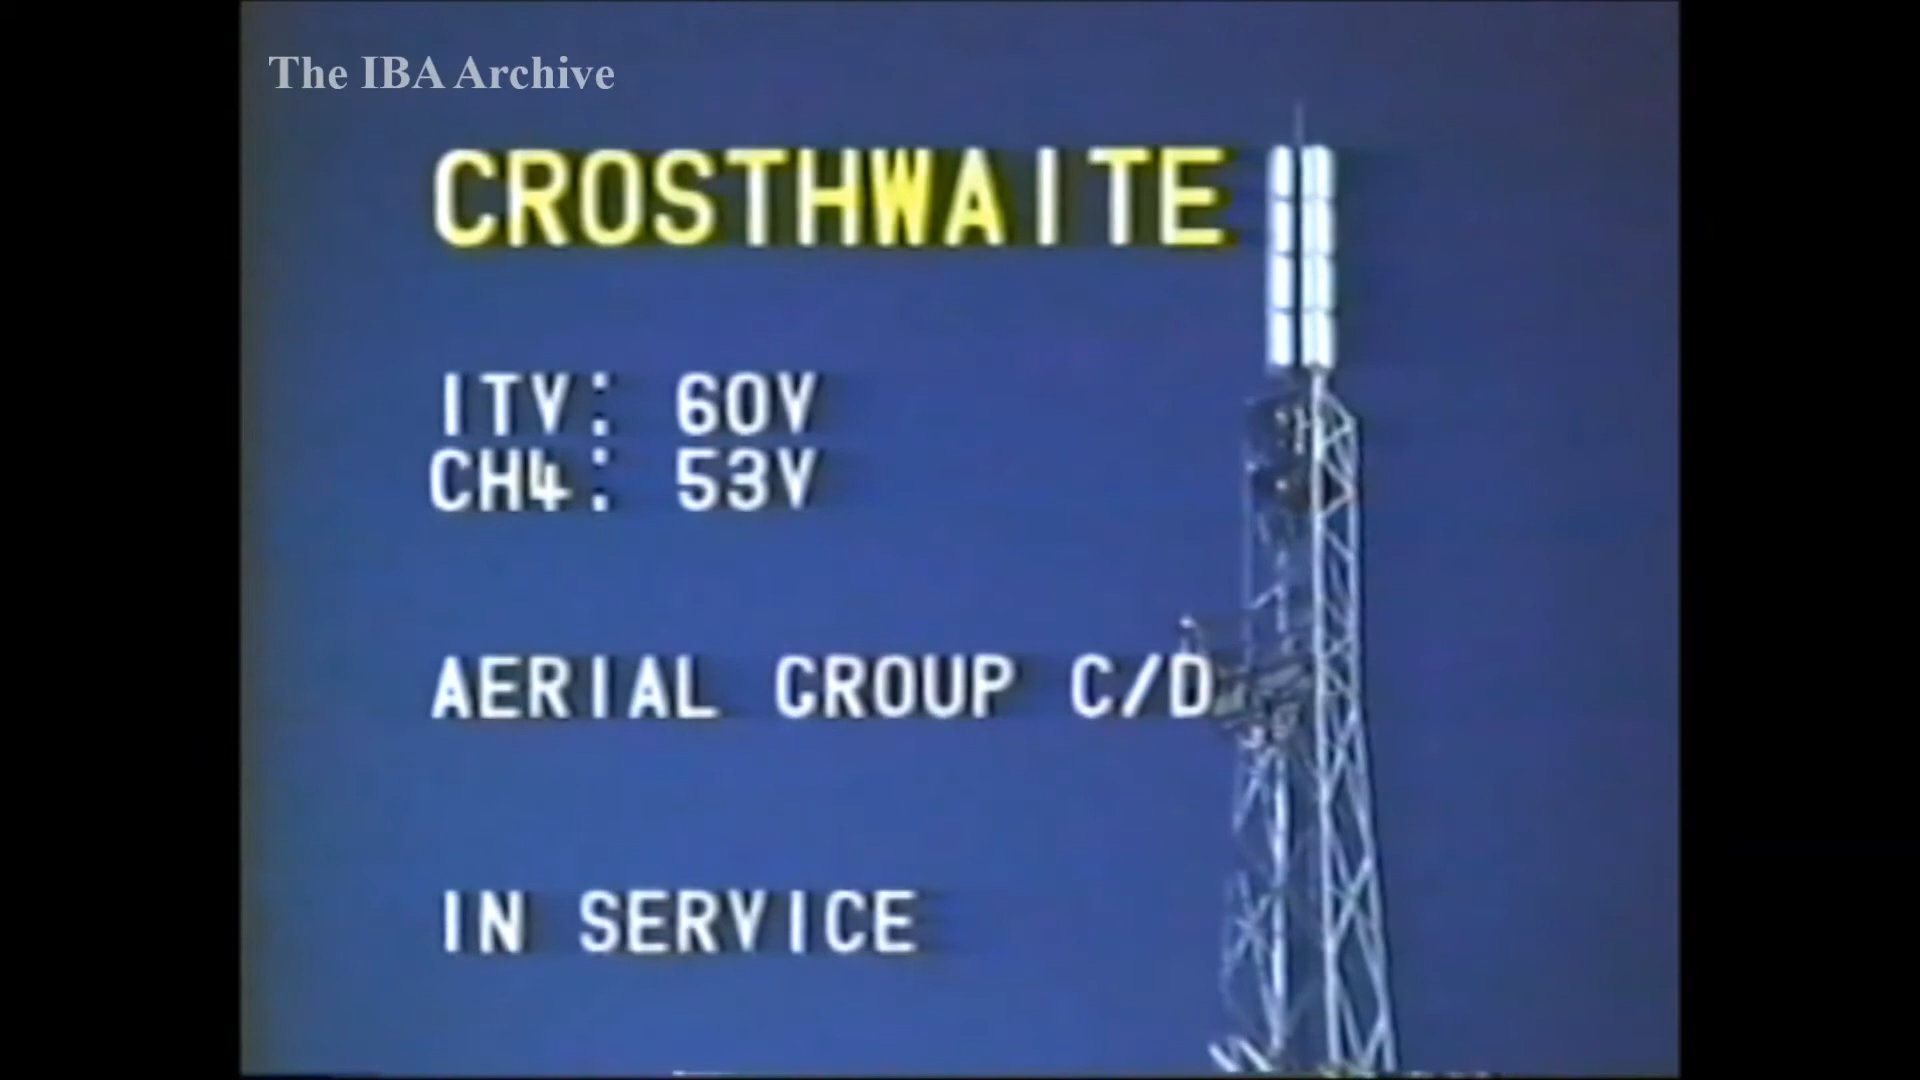 The IBA Archive
CROSTHWAITE
ITV: 60V
CH4: 53V
AERIAL GROUP C/D
IN SERVICE